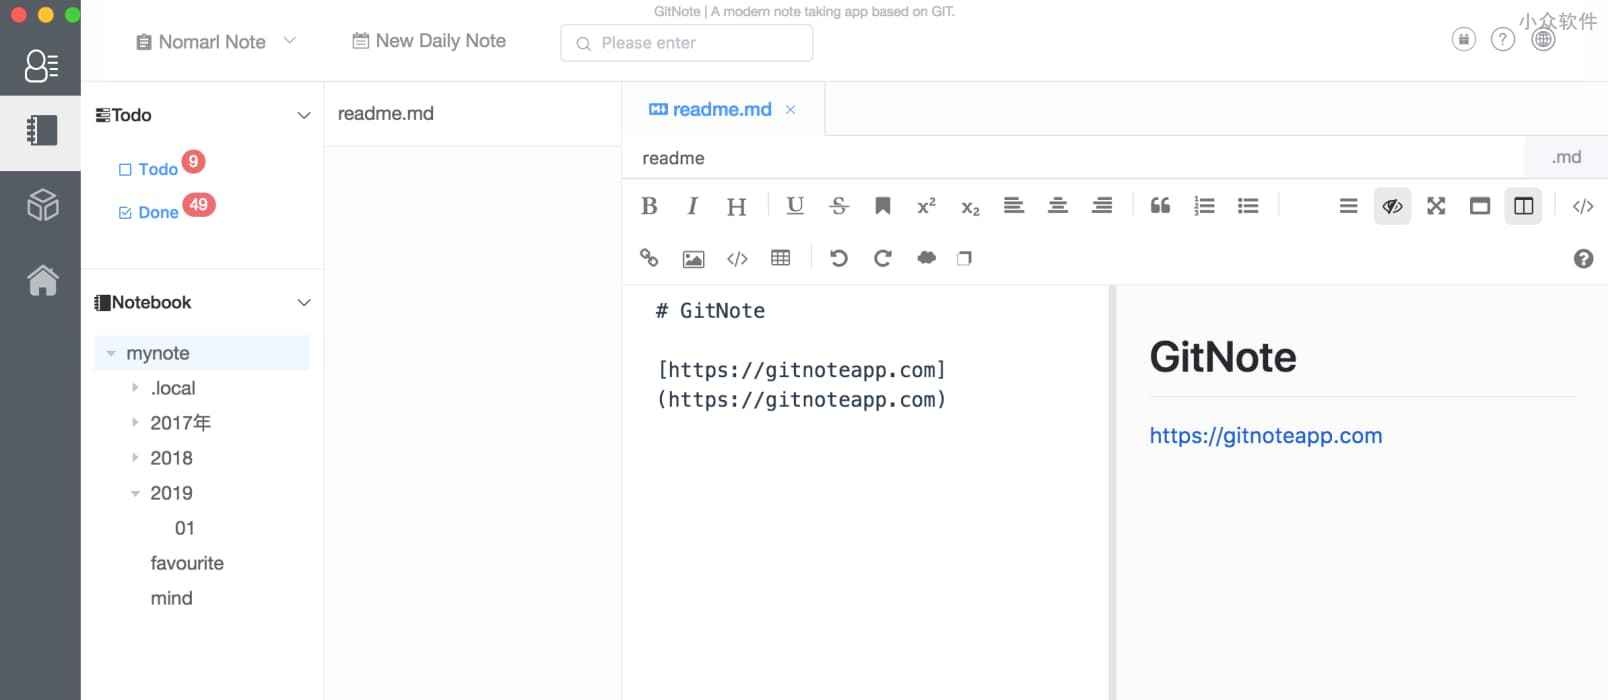 GitNote | A modern note taking app based on GIT.
小众软件
Nomarl Note
New Daily Note
Please enter
Todo
Todo 9
Done 49
Notebook
mynote
.local
2017年
2018
2019
01
favourite
mind
readme.md
readme.md
readme
.md
B I H U S x² x₂
# GitNote
[https://gitnoteapp.com]
(https://gitnoteapp.com)
GitNote
https://gitnoteapp.com